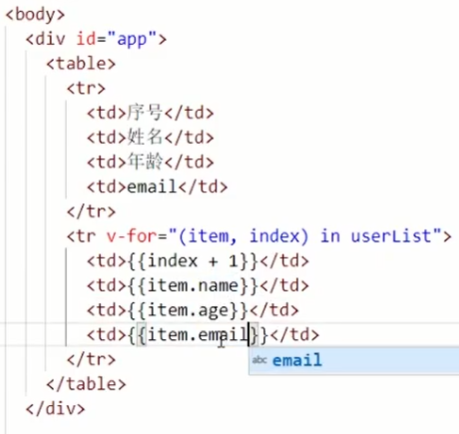 <body>
<div id="app">
<table>
<tr>
<td>序号</td>
<td>姓名</td>
<td>年龄</td>
<td>email</td>
</tr>
<tr v-for="(item, index) in userList">
<td>{{index + 1}}</td>
<td>{{item.name}}</td>
<td>{{item.age}}</td>
<td>{{item.email}}</td>
abc email
</tr>
</table>
</div>